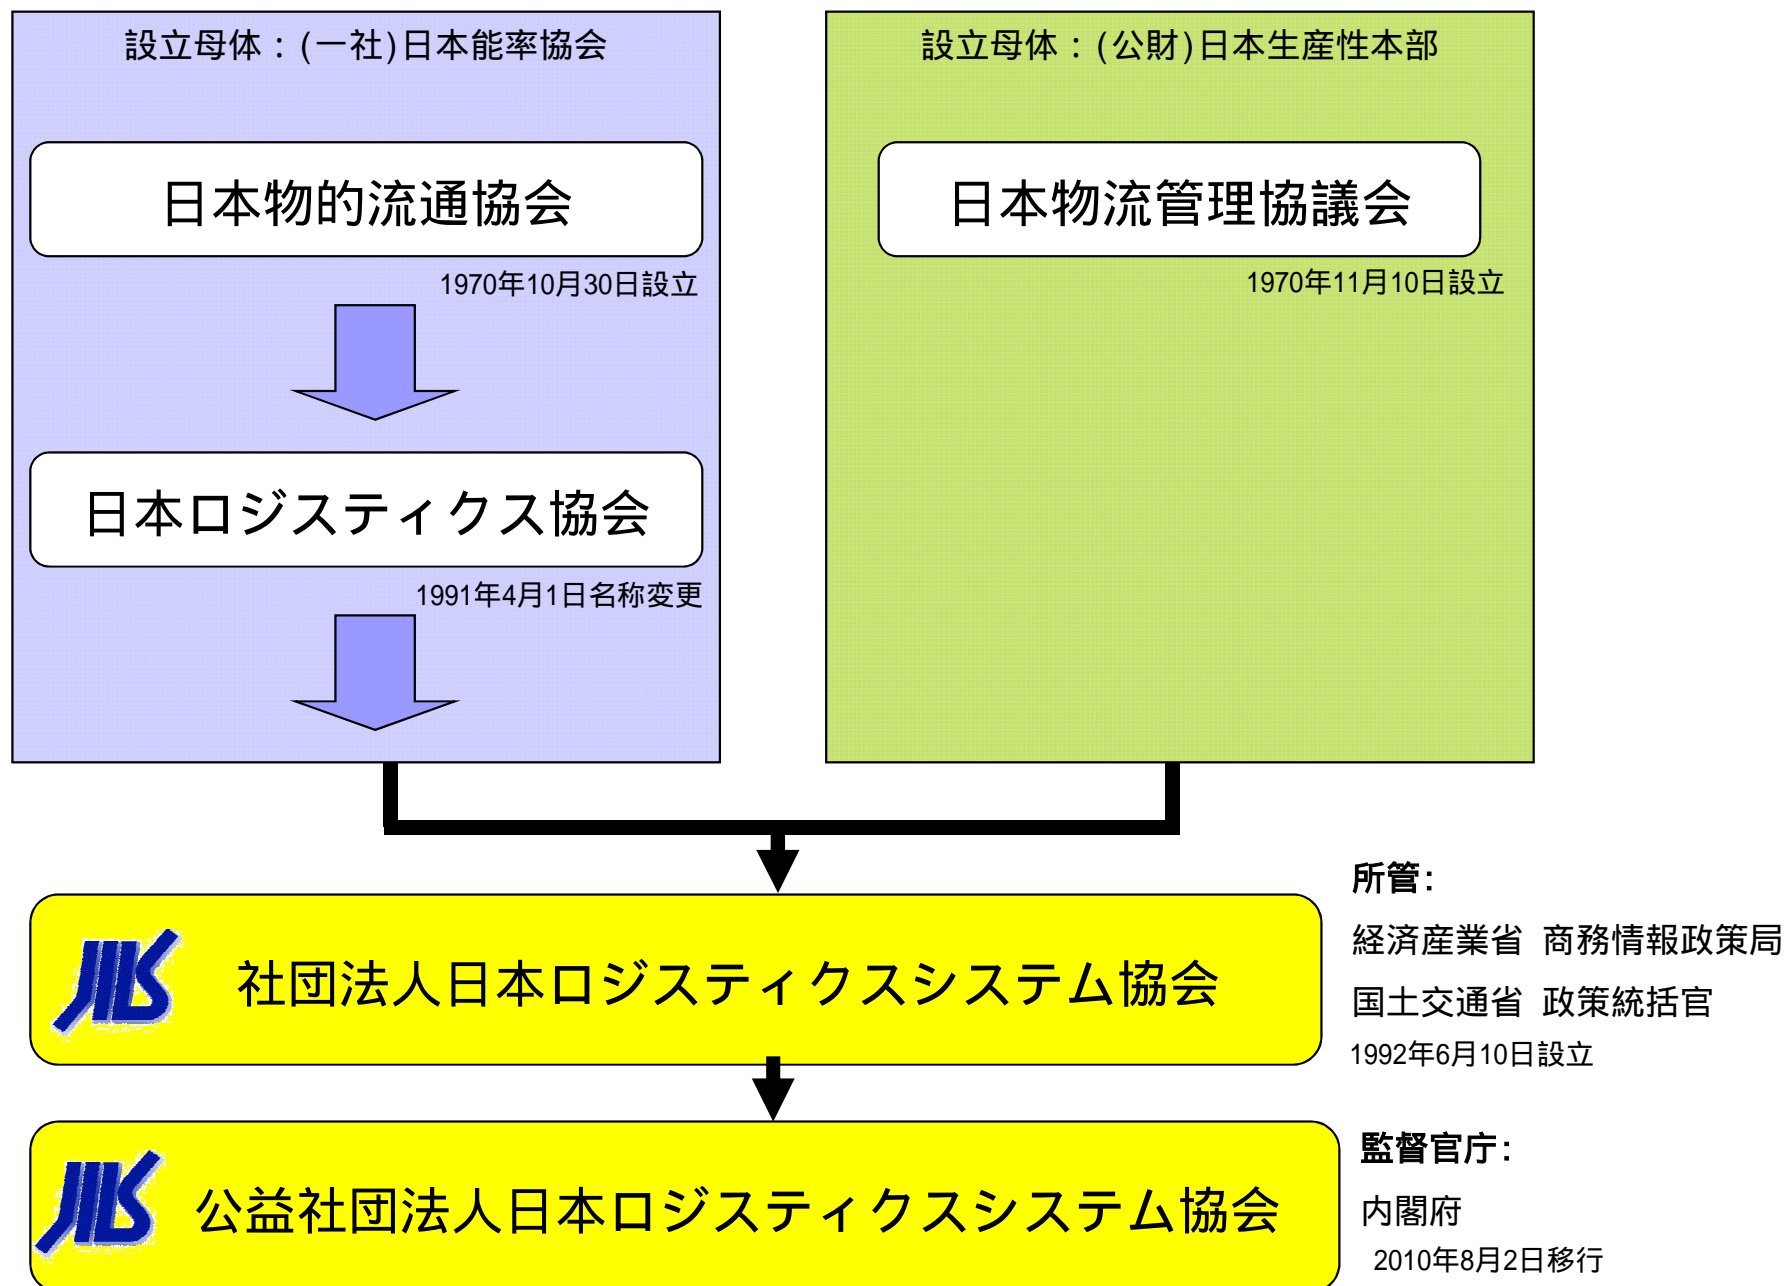 設立母体：(一社)日本能率協会
日本物的流通協会
1970年10月30日設立
日本ロジスティクス協会
1991年4月1日名称変更
設立母体：(公財)日本生産性本部
日本物流管理協議会
1970年11月10日設立
JILS
社団法人日本ロジスティクスシステム協会
所管：
経済産業省 商務情報政策局
国土交通省 政策統括官
1992年6月10日設立
JILS
公益社団法人日本ロジスティクスシステム協会
監督官庁：
内閣府
2010年8月2日移行